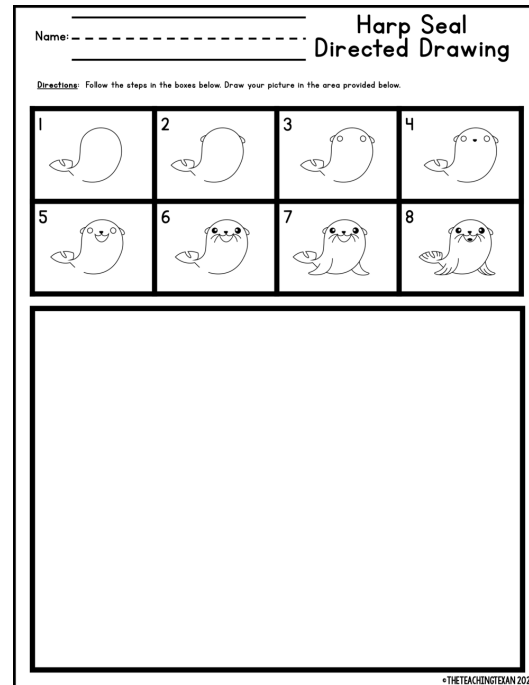 Name:
Harp Seal
Directed Drawing
Directions: Follow the steps in the boxes below. Draw your picture in the area provided below.
1 2 3 4
5 6 7 8
©THETEACHINGTEXAN 202